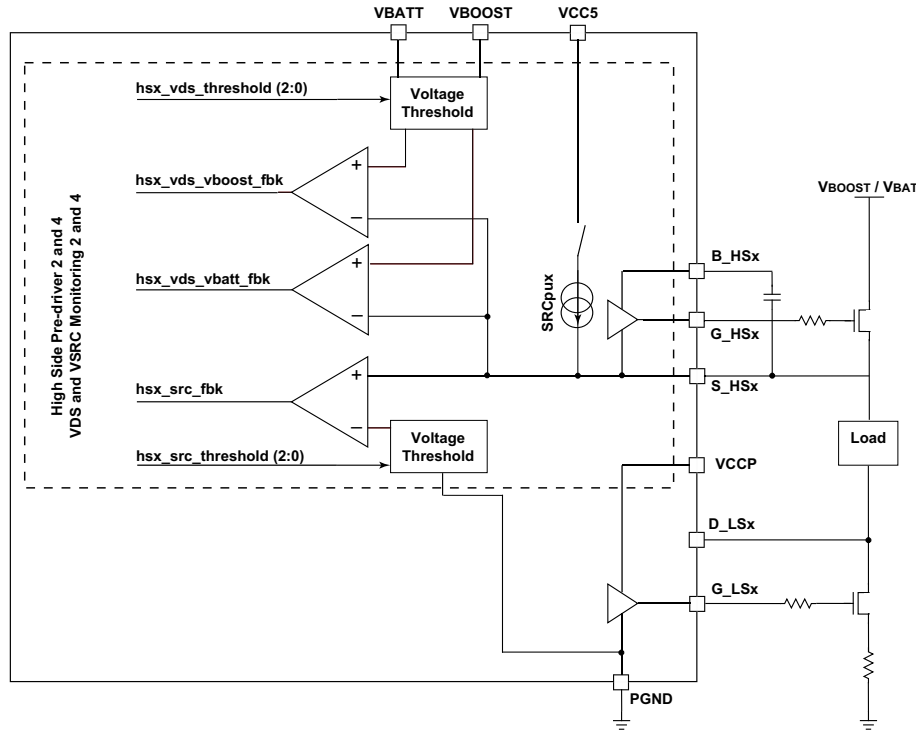 VBATT
VBOOST
VCC5
hsx_vds_threshold (2:0)
Voltage
Threshold
+
hsx_vds_vboost_fbk
−
VBOOST / VBAT
B_HSx
+
hsx_vds_vbatt_fbk
−
SRCpux
G_HSx
High Side Pre-driver 2 and 4
VDS and VSRC Monitoring 2 and 4
+
S_HSx
hsx_src_fbk
−
Voltage
Threshold
Load
hsx_src_threshold (2:0)
VCCP
D_LSx
G_LSx
PGND